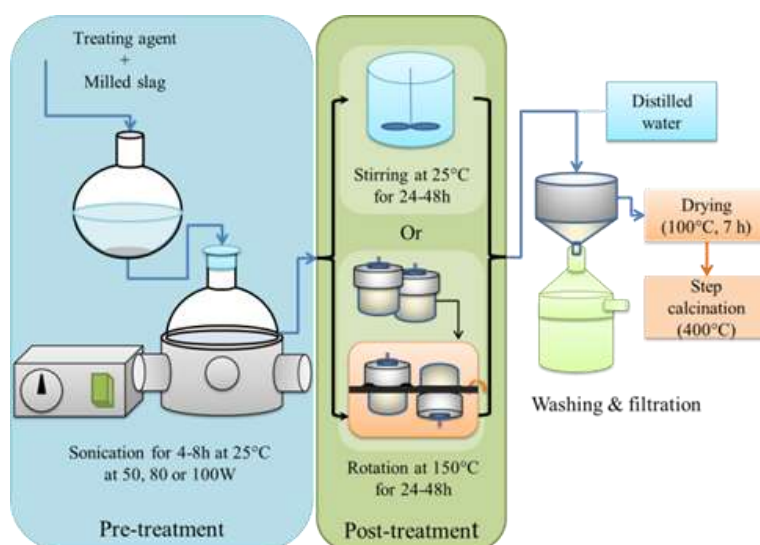 Treating agent
+
Milled slag
Sonication for 4-8h at 25°C
at 50, 80 or 100W
Pre-treatment
Stirring at 25°C
for 24-48h
Or
Rotation at 150°C
for 24-48h
Post-treatment
Distilled
water
Drying
(100°C, 7 h)
Step
calcination
(400°C)
Washing & filtration